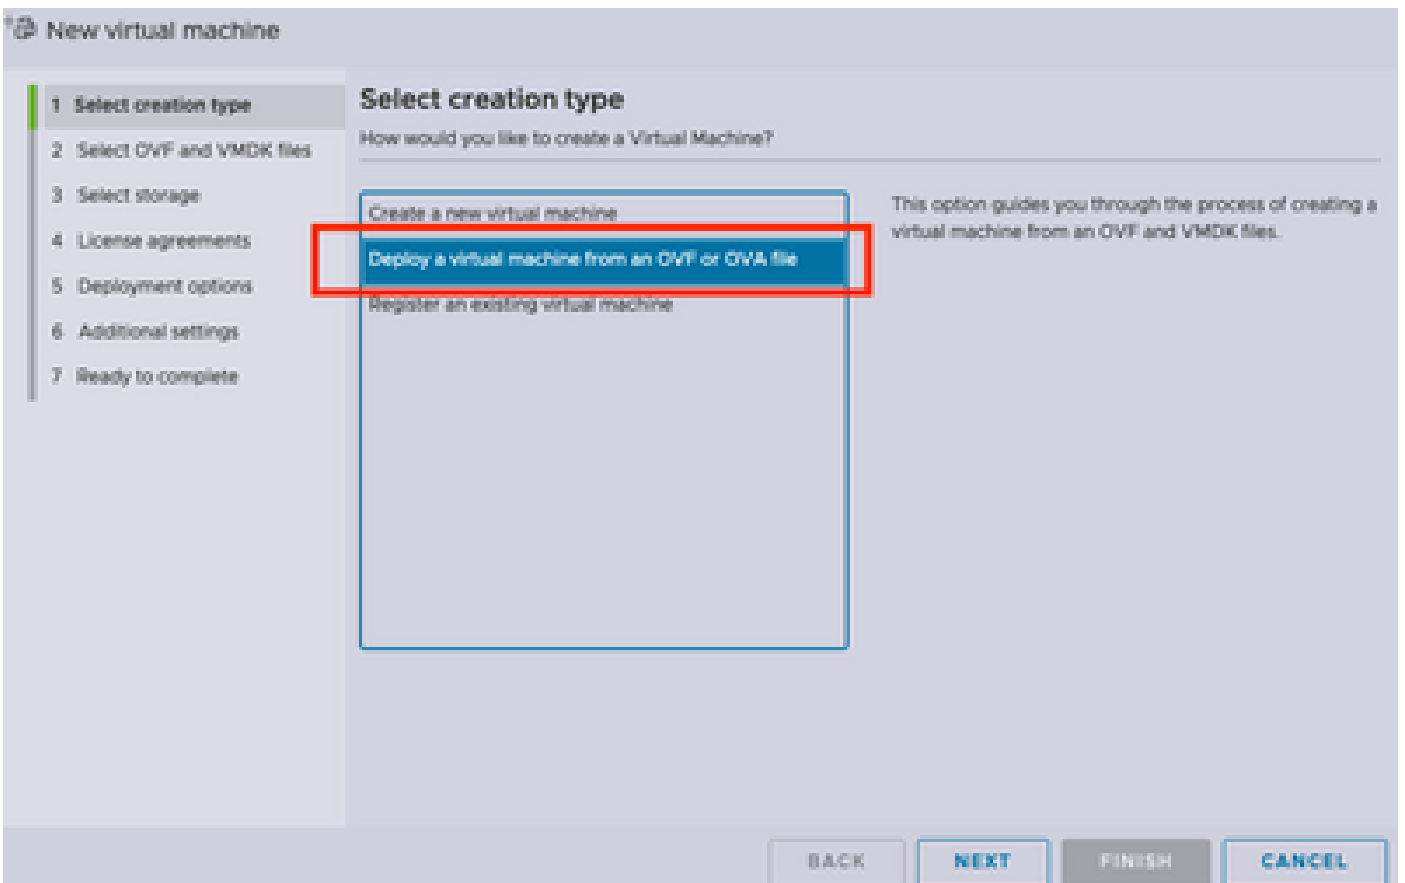 New virtual machine
1 Select creation type
2 Select OVF and VMDK files
3 Select storage
4 License agreements
5 Deployment options
6 Additional settings
7 Ready to complete
Select creation type
How would you like to create a Virtual Machine?
Create a new virtual machine
Deploy a virtual machine from an OVF or OVA file
Register an existing virtual machine
This option guides you through the process of creating a
virtual machine from an OVF and VMDK files.
BACK
NEXT
FINISH
CANCEL